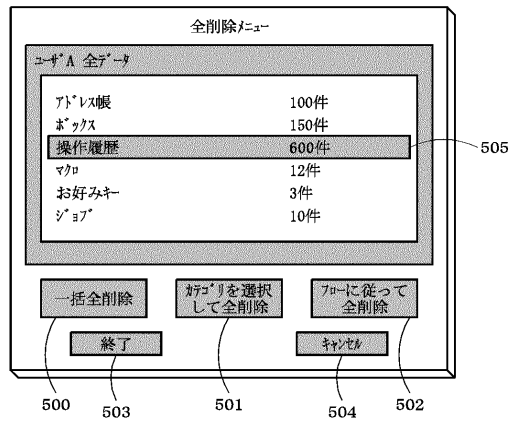 全削除ﾒﾆｭｰ
ﾕｰｻﾞA 全ﾃﾞｰﾀ
ｱﾄﾞﾚｽ帳 100件
ﾎﾞｯｸｽ 150件
操作履歴 600件
505
ﾏｸﾛ 12件
お好みキー 3件
ｼﾞｮﾌﾞ 10件
一括全削除
ｶﾃｺﾞﾘを選択
して全削除
ﾌﾛｰに従って
全削除
終了
ｷｬﾝｾﾙ
500 503 501 504 502